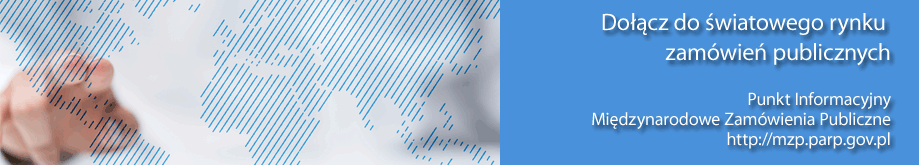 Dołącz do światowego rynku
zamówień publicznych
Punkt Informacyjny
Międzynarodowe Zamówienia Publiczne
http://mzp.parp.gov.pl